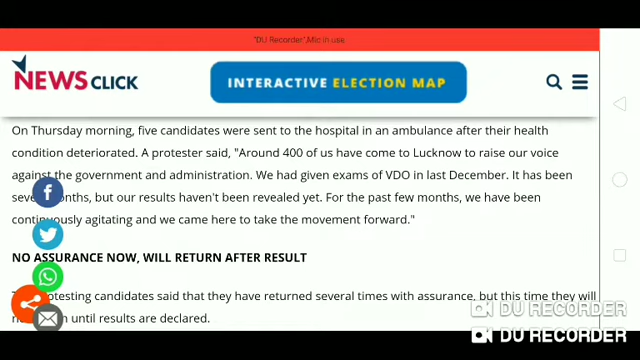 "DU Recorder",Mic in use
NEWSCLICK
INTERACTIVE ELECTION MAP
On Thursday morning, five candidates were sent to the hospital in an ambulance after their health
condition deteriorated. A protester said, "Around 400 of us have come to Lucknow to raise our voice
against the government and administration. We had given exams of VDO in last December. It has been
months, but our results haven't been revealed yet. For the past few months, we have been
continuously agitating and we came here to take the movement forward."
NO ASSURANCE NOW, WILL RETURN AFTER RESULT
protesting candidates said that they have returned several times with assurance, but this time they will
until results are declared.
DU RECORDER
DU RECORDER